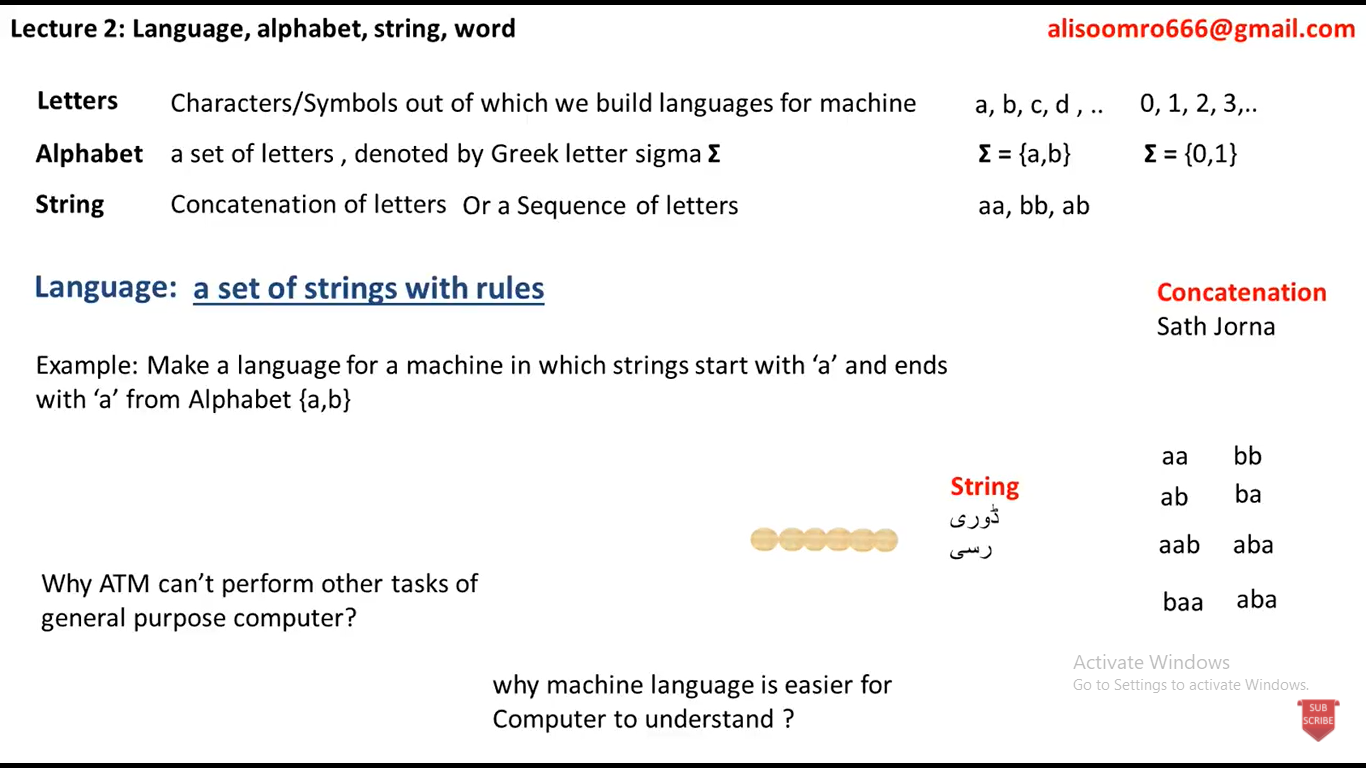 Lecture 2: Language, alphabet, string, word
alisoomro666@gmail.com
Letters Characters/Symbols out of which we build languages for machine a, b, c, d , .. 0, 1, 2, 3,..
Alphabet a set of letters , denoted by Greek letter sigma Σ Σ = {a,b} Σ = {0,1}
String Concatenation of letters Or a Sequence of letters aa, bb, ab
Language: a set of strings with rules
Concatenation
Sath Jorna
Example: Make a language for a machine in which strings start with ‘a’ and ends
with ‘a’ from Alphabet {a,b}
aa bb
String
ab ba
ڈوری
رسی
aab aba
Why ATM can’t perform other tasks of
general purpose computer?
baa aba
Activate Windows
Go to Settings to activate Windows.
why machine language is easier for
Computer to understand ?
SUB
SCRIBE